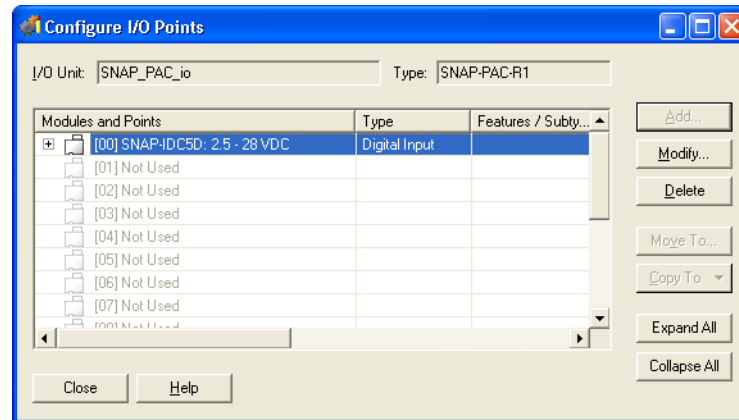 Configure I/O Points
I/O Unit: SNAP_PAC_io Type: SNAP-PAC-R1
Modules and Points Type Features / Subty...
[00] SNAP-IDC5D: 2.5 - 28 VDC Digital Input
[01] Not Used
[02] Not Used
[03] Not Used
[04] Not Used
[05] Not Used
[06] Not Used
[07] Not Used
Add...
Modify...
Delete
Move To...
Copy To
Expand All
Collapse All
Close Help